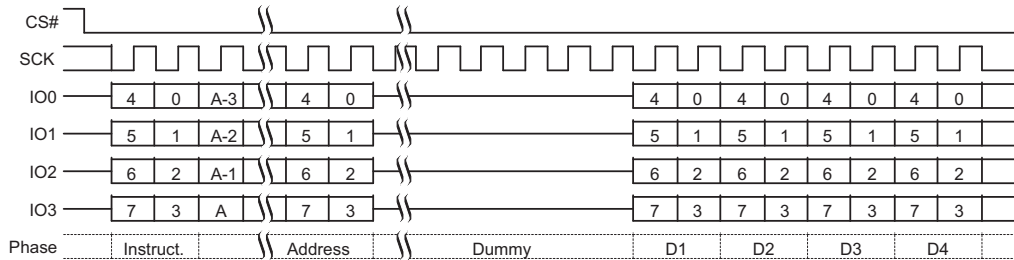 CS#
SCK
IO0 4 0 A-3 4 0 4 0 4 0 4 0 4 0
IO1 5 1 A-2 5 1 5 1 5 1 5 1 5 1
IO2 6 2 A-1 6 2 6 2 6 2 6 2 6 2
IO3 7 3 A 7 3 7 3 7 3 7 3 7 3
Phase Instruct. Address Dummy D1 D2 D3 D4